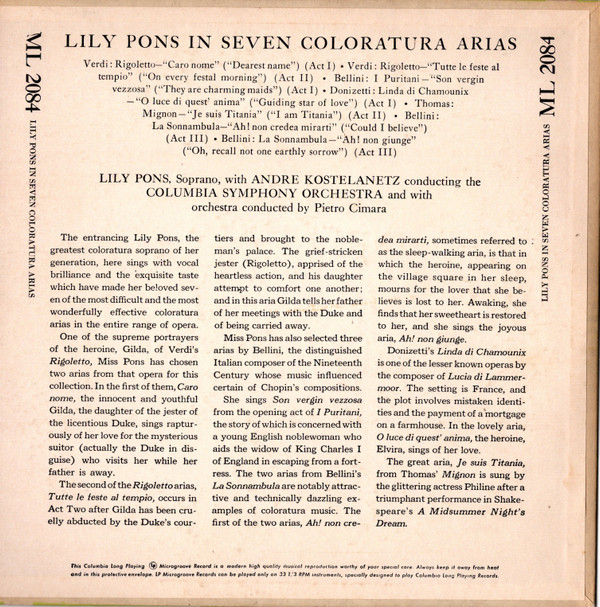 LILY PONS IN SEVEN COLORATURA ARIAS
Verdi: Rigoletto—“Caro nome” (“Dearest name”) (Act I) • Verdi: Rigoletto—“Tutte le feste al
tempio” (“On every festal morning”) (Act II) • Bellini: I Puritani—“Son vergin
vezzosa” (“They are charming maids”) (Act I) • Donizetti: Linda di Chamounix
—“O luce di quest' anima” (“Guiding star of love”) (Act I) • Thomas:
Mignon—“Je suis Titania” (“I am Titania”) (Act II) • Bellini:
La Sonnambula—“Ah! non credea mirarti” (“Could I believe”)
(Act III) • Bellini: La Sonnambula—“Ah! non giunge”
(“Oh, recall not one earthly sorrow”) (Act III)
LILY PONS, Soprano, with ANDRE KOSTELANETZ conducting the
COLUMBIA SYMPHONY ORCHESTRA and with
orchestra conducted by Pietro Cimara
ML 2084 LILY PONS IN SEVEN COLORATURA ARIAS
The entrancing Lily Pons, the
greatest coloratura soprano of her
generation, here sings with vocal
brilliance and the exquisite taste
which have made her beloved sev-
en of the most difficult and the most
wonderfully effective coloratura
arias in the entire range of opera.
One of the supreme portrayers
of the heroine, Gilda, of Verdi's
Rigoletto, Miss Pons has chosen
two arias from that opera for this
collection. In the first of them, Caro
nome, the innocent and youthful
Gilda, the daughter of the jester of
the licentious Duke, sings raptur-
ously of her love for the mysterious
suitor (actually the Duke in dis-
guise) who visits her while her
father is away.
The second of the Rigoletto arias,
Tutte le feste al tempio, occurs in
Act Two after Gilda has been cru-
elly abducted by the Duke's cour-
tiers and brought to the noble-
man's palace. The grief-stricken
jester (Rigoletto), apprised of the
heartless action, and his daughter
attempt to comfort one another;
and in this aria Gilda tells her father
of her meetings with the Duke and
of being carried away.
Miss Pons has also selected three
arias by Bellini, the distinguished
Italian composer of the Nineteenth
Century whose music influenced
certain of Chopin's compositions.
She sings Son vergin vezzosa
from the opening act of I Puritani,
the story of which is concerned with
a young English noblewoman who
aids the widow of King Charles I
of England in escaping from a fort-
ress. The two arias from Bellini's
La Sonnambula are notably attrac-
tive and technically dazzling ex-
amples of coloratura music. The
first of the two arias, Ah! non cre-
dea mirarti, sometimes referred to
as the sleep-walking aria, is that in
which the heroine, appearing on
the village square in her sleep,
mourns for the lover that she be-
lieves is lost to her. Awaking, she
finds that her sweetheart is restored
to her, and she sings the joyous
aria, Ah! non giunge.
Donizetti's Linda di Chamounix
is one of the lesser known operas by
the composer of Lucia di Lammer-
moor. The setting is France, and
the plot involves mistaken identi-
ties and the payment of a mortgage
on a farmhouse. In the lovely aria,
O luce di quest' anima, the heroine,
Elvira, sings of her love.
The great aria, Je suis Titania,
from Thomas' Mignon is sung by
the glittering actress Philine after a
triumphant performance in Shake-
speare's A Midsummer Night's
Dream.
LILY PONS IN SEVEN COLORATURA ARIAS ML 2084
This Columbia Long Playing LP Microgroove Record is a modern high quality musical reproduction worthy of your special care. Always keep it away from heat
and in this protective envelope. LP Microgroove Records can be played only on 33 1/3 RPM instruments, specially designed to play Columbia Long Playing Records.